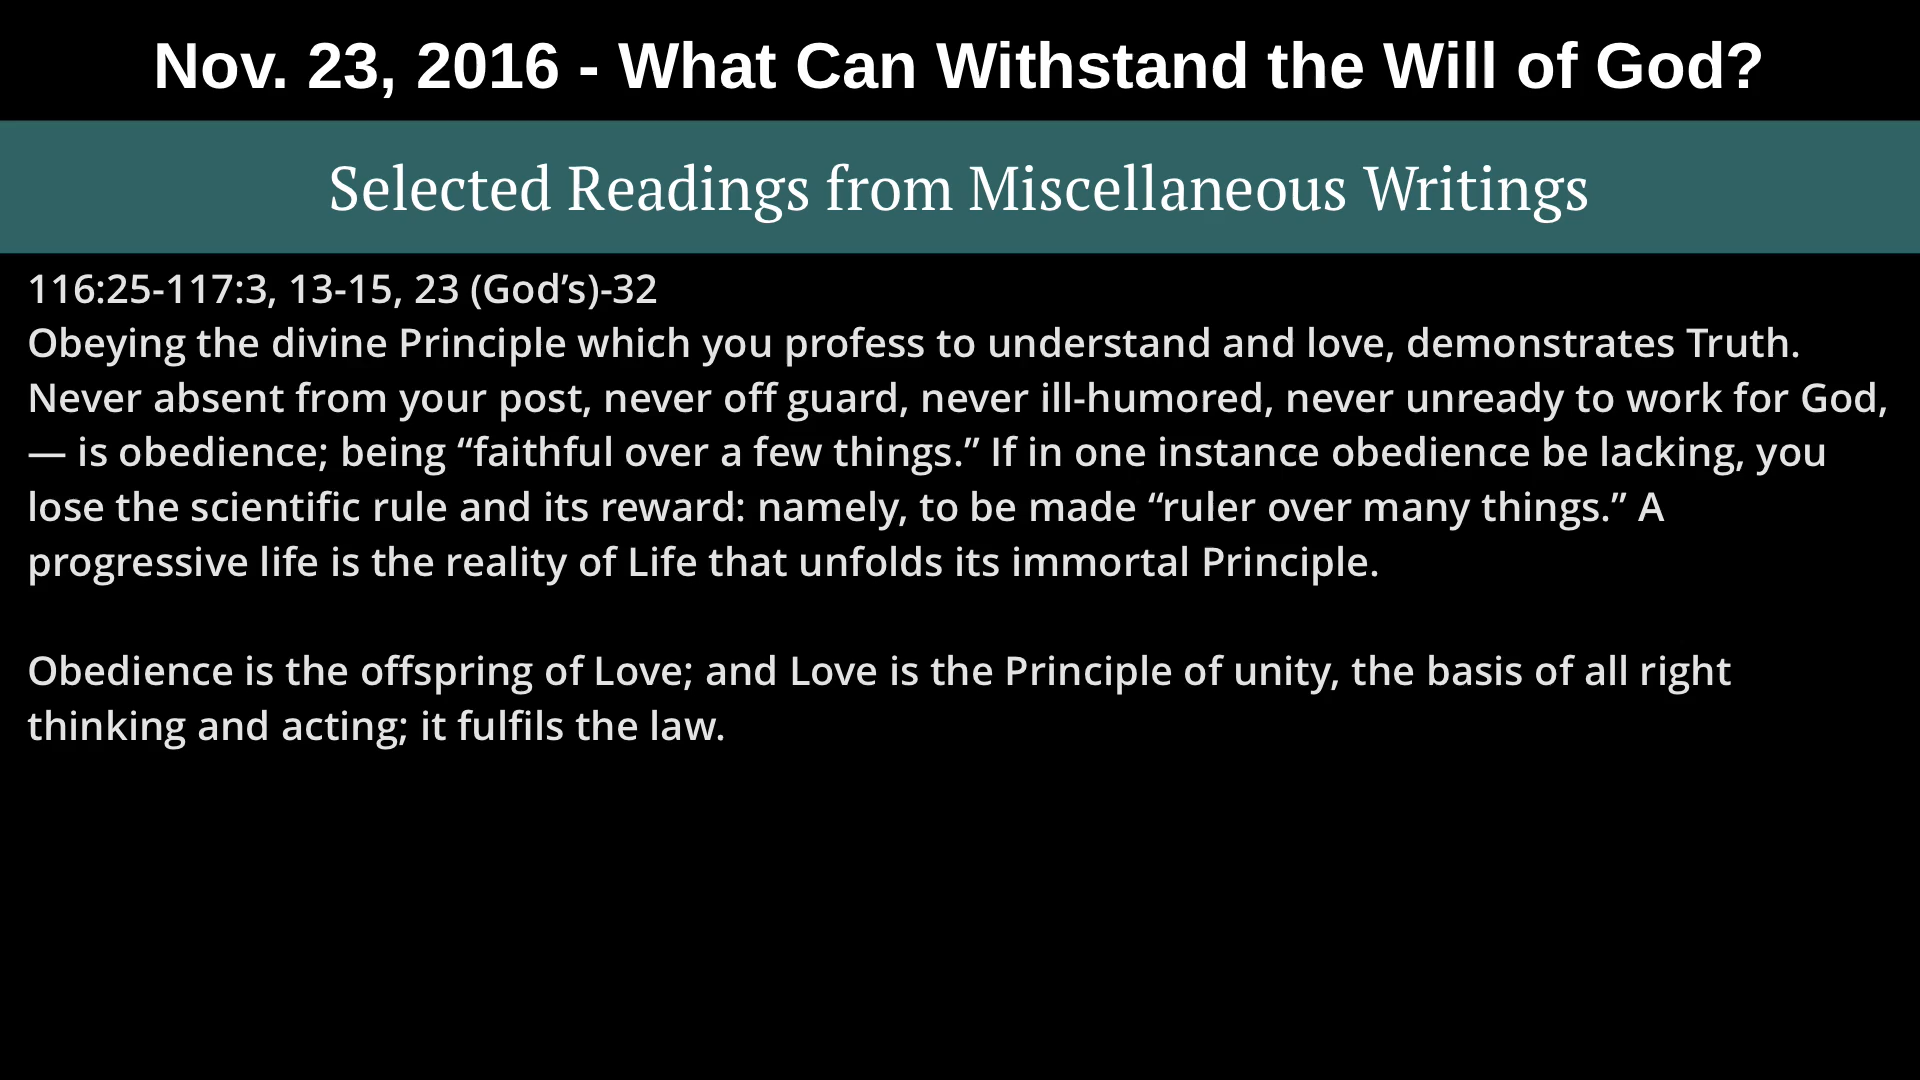 Nov. 23, 2016 - What Can Withstand the Will of God?
Selected Readings from Miscellaneous Writings
116:25-117:3, 13-15, 23 (God’s)-32
Obeying the divine Principle which you profess to understand and love, demonstrates Truth.
Never absent from your post, never off guard, never ill-humored, never unready to work for God,
— is obedience; being “faithful over a few things.” If in one instance obedience be lacking, you
lose the scientific rule and its reward: namely, to be made “ruler over many things.” A
progressive life is the reality of Life that unfolds its immortal Principle.
Obedience is the offspring of Love; and Love is the Principle of unity, the basis of all right
thinking and acting; it fulfils the law.